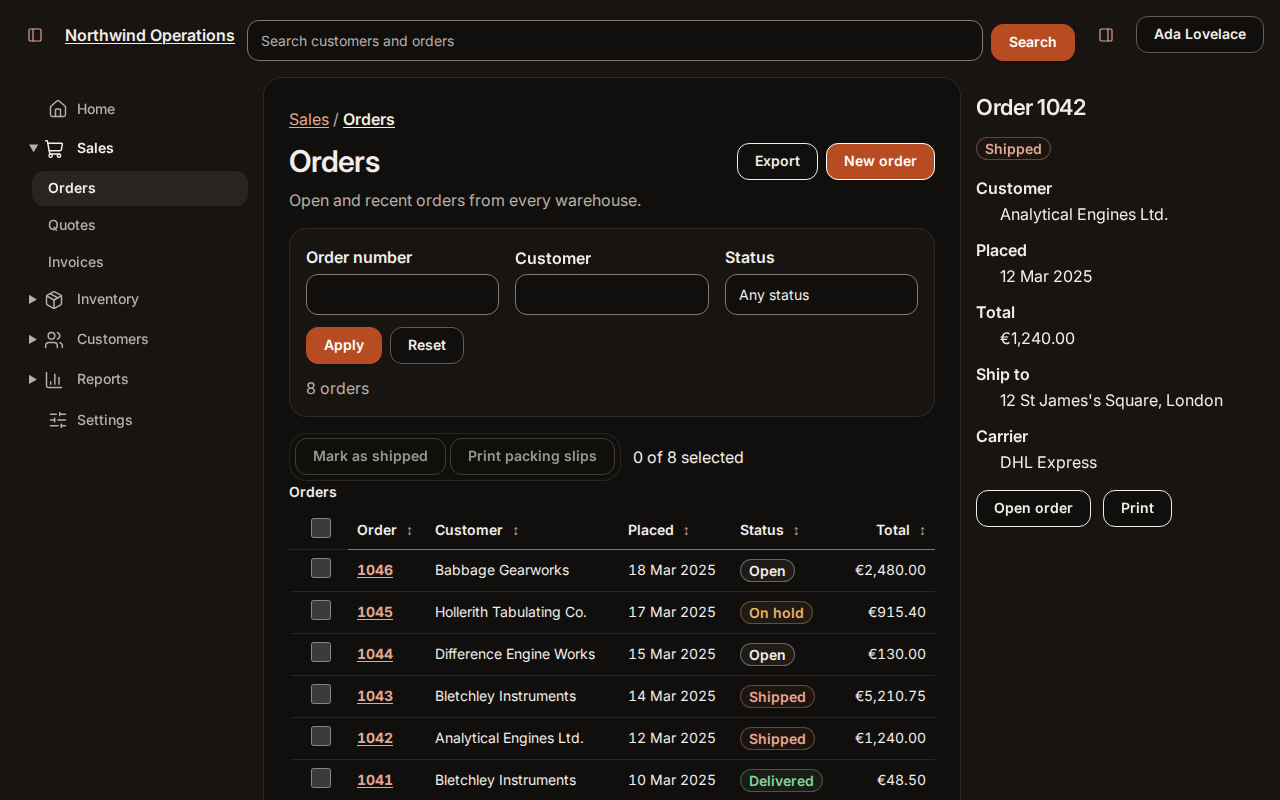 Northwind Operations
Search customers and orders
Search
Ada Lovelace
Home
Sales
Orders
Quotes
Invoices
Inventory
Customers
Reports
Settings
Sales / Orders
Orders
Export
New order
Open and recent orders from every warehouse.
Order number
Customer
Status
Any status
Apply
Reset
8 orders
Mark as shipped
Print packing slips
0 of 8 selected
Orders
Order ↕ Customer ↕ Placed ↕ Status ↕ Total ↕
1046 Babbage Gearworks 18 Mar 2025 Open €2,480.00
1045 Hollerith Tabulating Co. 17 Mar 2025 On hold €915.40
1044 Difference Engine Works 15 Mar 2025 Open €130.00
1043 Bletchley Instruments 14 Mar 2025 Shipped €5,210.75
1042 Analytical Engines Ltd. 12 Mar 2025 Shipped €1,240.00
1041 Bletchley Instruments 10 Mar 2025 Delivered €48.50
Order 1042
Shipped
Customer
Analytical Engines Ltd.
Placed
12 Mar 2025
Total
€1,240.00
Ship to
12 St James's Square, London
Carrier
DHL Express
Open order
Print